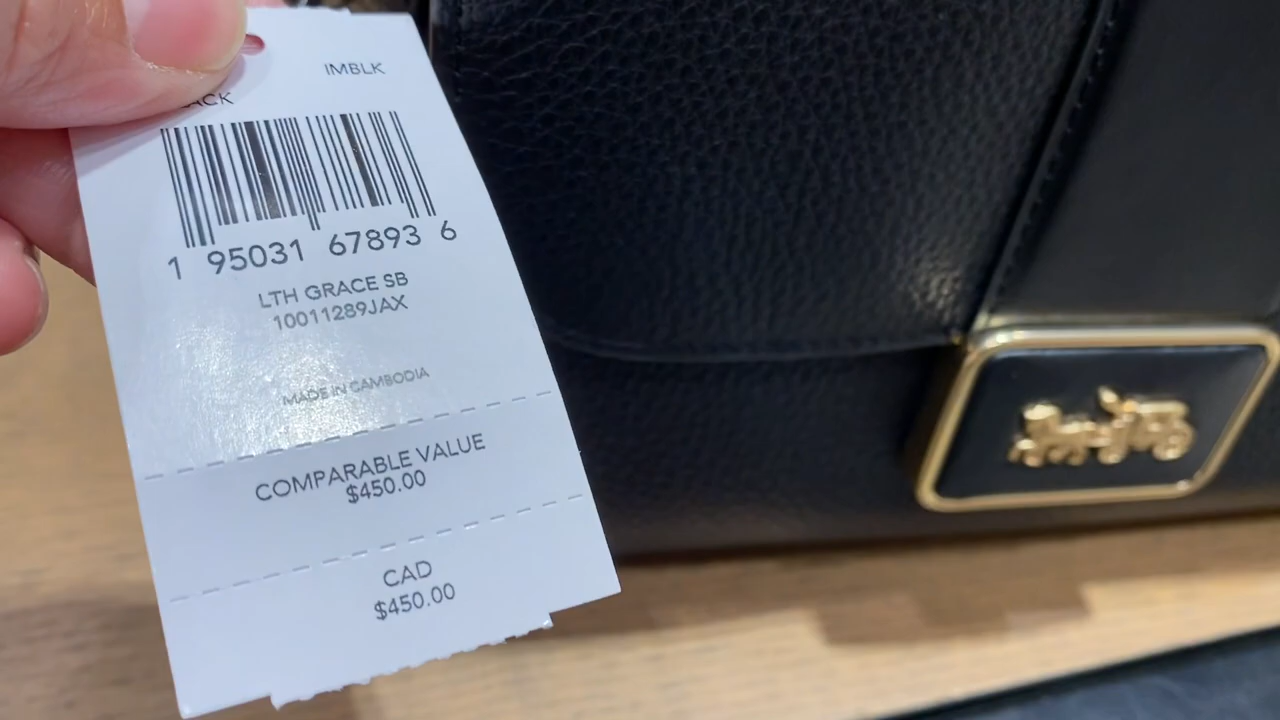 IMBLK
1 95031 67893 6
LTH GRACE SB
10011289JAX
MADE IN CAMBODIA
COMPARABLE VALUE
$450.00
CAD
$450.00